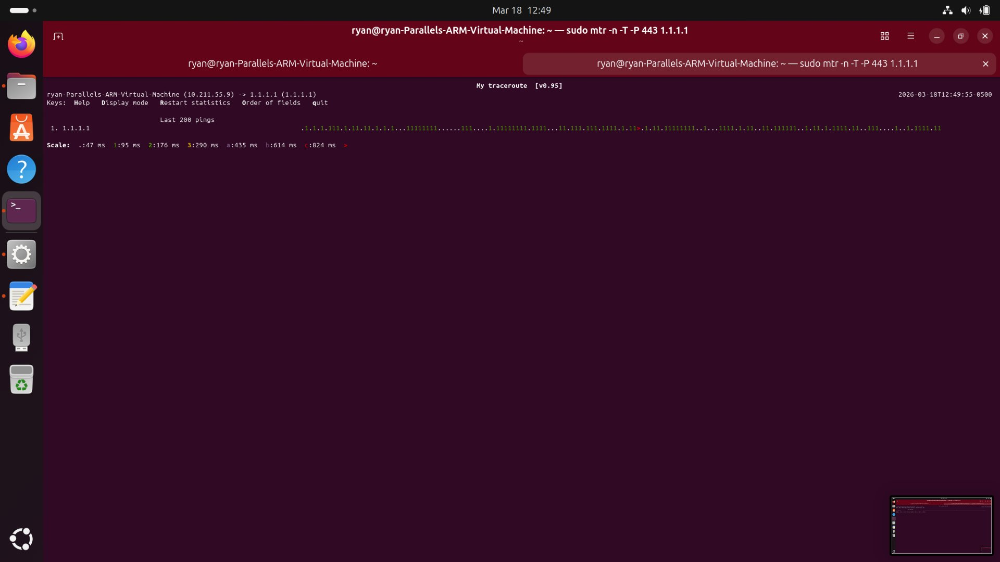 Mar 18 12:49
ryan@ryan-Parallels-ARM-Virtual-Machine: ~ — sudo mtr -n -T -P 443 1.1.1.1
~
ryan@ryan-Parallels-ARM-Virtual-Machine: ~
ryan@ryan-Parallels-ARM-Virtual-Machine: ~ — sudo mtr -n -T -P 443 1.1.1.1
My traceroute [v0.95]
ryan-Parallels-ARM-Virtual-Machine (10.211.55.9) -> 1.1.1.1 (1.1.1.1)
2026-03-18T12:49:55-0500
Keys: Help Display mode Restart statistics Order of fields quit
Last 200 pings
1. 1.1.1.1 .1.1.1.111.1.11.11.1.1.1...11111111......111....1.11111111.1111...11.111.111.1111.1.11>.1.11.11111111..1...1111.1.11..11.111111..1.11.1.1111.11..111....1..1.1111.11
Scale: .:47 ms 1:95 ms 2:176 ms 3:290 ms a:435 ms b:614 ms c:824 ms >